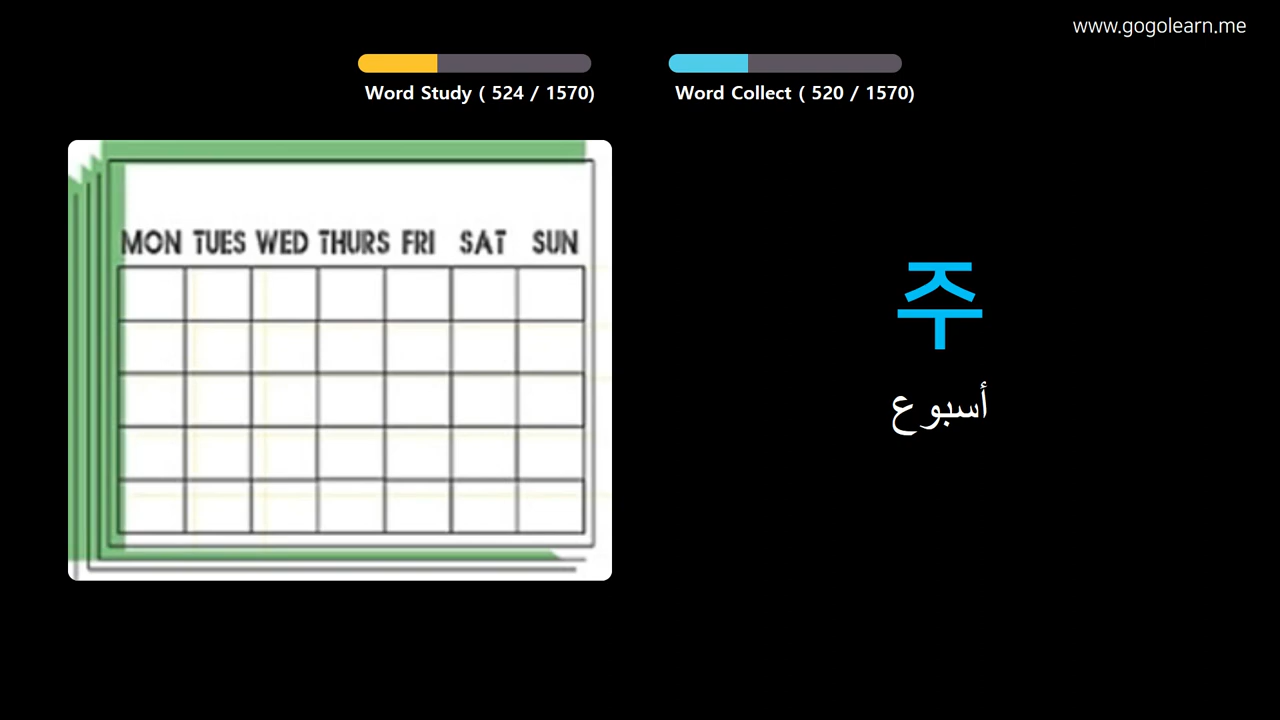 www.gogolearn.me
Word Study ( 524 / 1570)
Word Collect ( 520 / 1570)
MON TUES WED THURS FRI SAT SUN
주
أسبوع